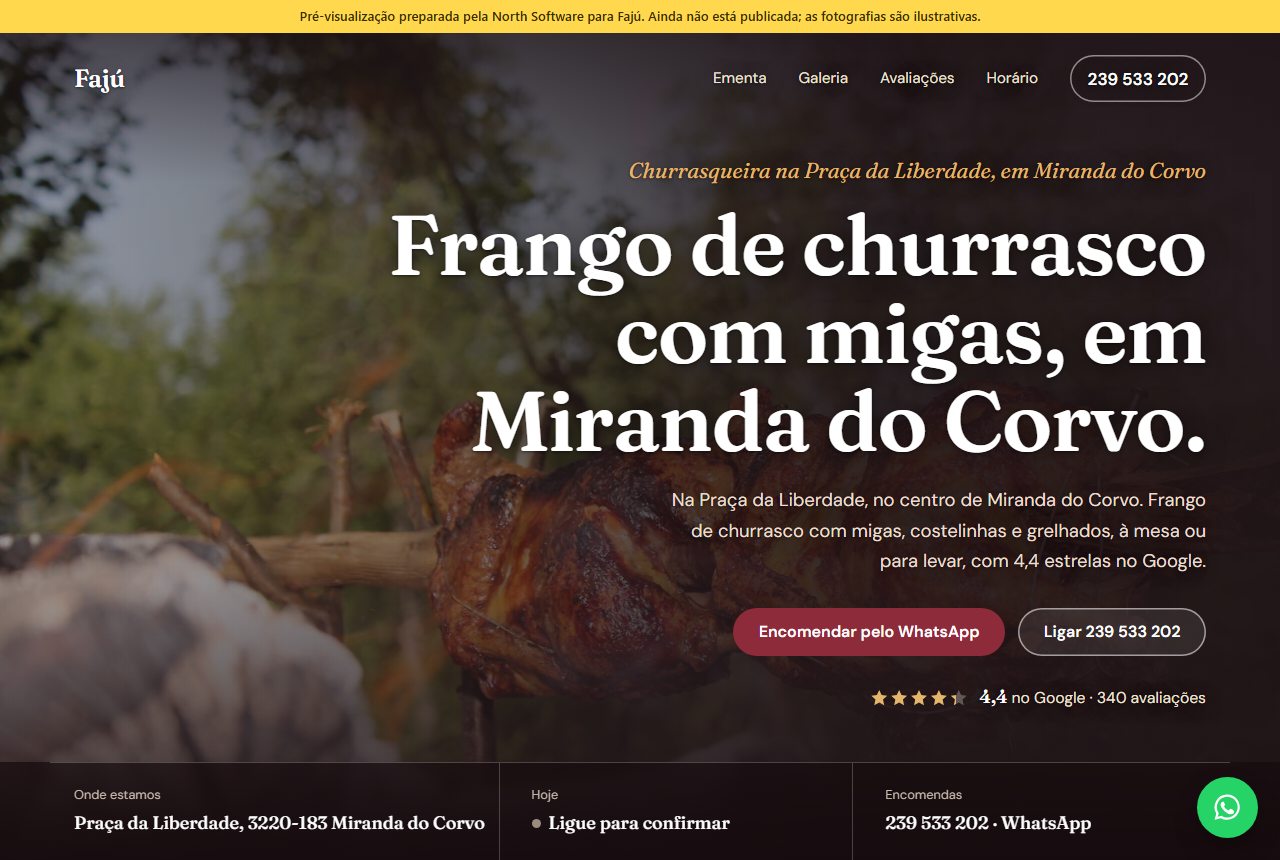 Pré-visualização preparada pela North Software para Fajú. Ainda não está publicada; as fotografias são ilustrativas.
Fajú
Ementa
Galeria
Avaliações
Horário
239 533 202
Churrasqueira na Praça da Liberdade, em Miranda do Corvo
Frango de churrasco
com migas, em
Miranda do Corvo.
Na Praça da Liberdade, no centro de Miranda do Corvo. Frango
de churrasco com migas, costelinhas e grelhados, à mesa ou
para levar, com 4,4 estrelas no Google.
Encomendar pelo WhatsApp
Ligar 239 533 202
4,4 no Google · 340 avaliações
Onde estamos
Praça da Liberdade, 3220-183 Miranda do Corvo
Hoje
Ligue para confirmar
Encomendas
239 533 202 · WhatsApp